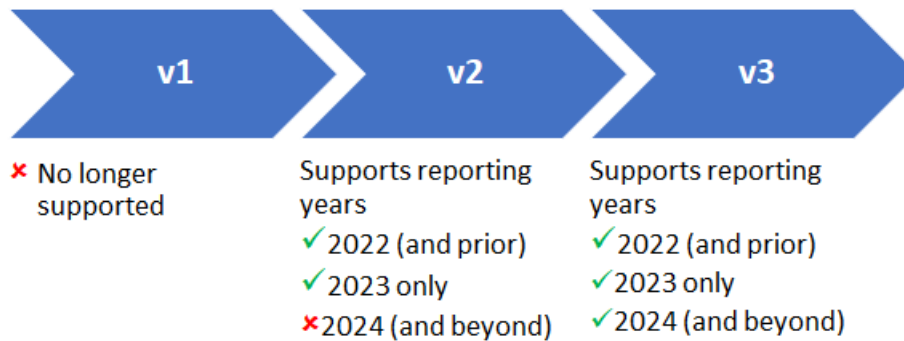 v1
v2
v3
✘ No longer
supported
Supports reporting
years
✓2022 (and prior)
✓2023 only
✘2024 (and beyond)
Supports reporting
years
✓2022 (and prior)
✓2023 only
✓2024 (and beyond)